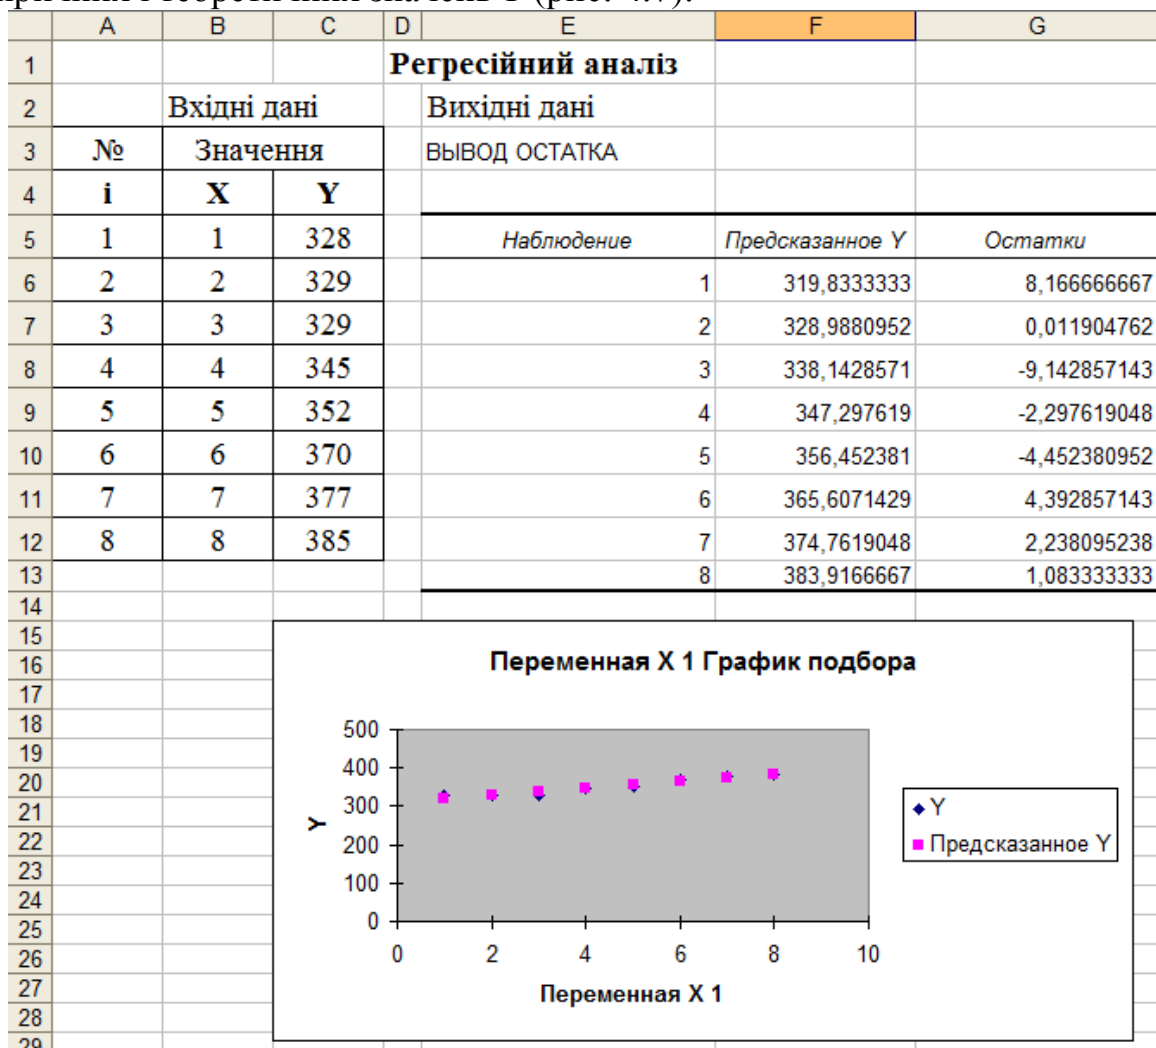 значень Y (рис. 4.7).
A B C D E F G
1 Регресійний аналіз
2 Вхідні дані Вихідні дані
3 № Значення ВЫВОД ОСТАТКА
4 i X Y
5 1 1 328 Наблюдение Предсказанное Y Остатки
6 2 2 329 1 319,8333333 8,166666667
7 3 3 329 2 328,9880952 0,011904762
8 4 4 345 3 338,1428571 -9,142857143
9 5 5 352 4 347,297619 -2,297619048
10 6 6 370 5 356,452381 -4,452380952
11 7 7 377 6 365,6071429 4,392857143
12 8 8 385 7 374,7619048 2,238095238
13 8 383,9166667 1,083333333
14
15
16 Переменная X 1 График подбора
17
18 500
19
20 400
21 300 Y
22 Y 200 Предсказанное Y
23
24 100
25 0
26 0 2 4 6 8 10
27 Переменная X 1
28
29